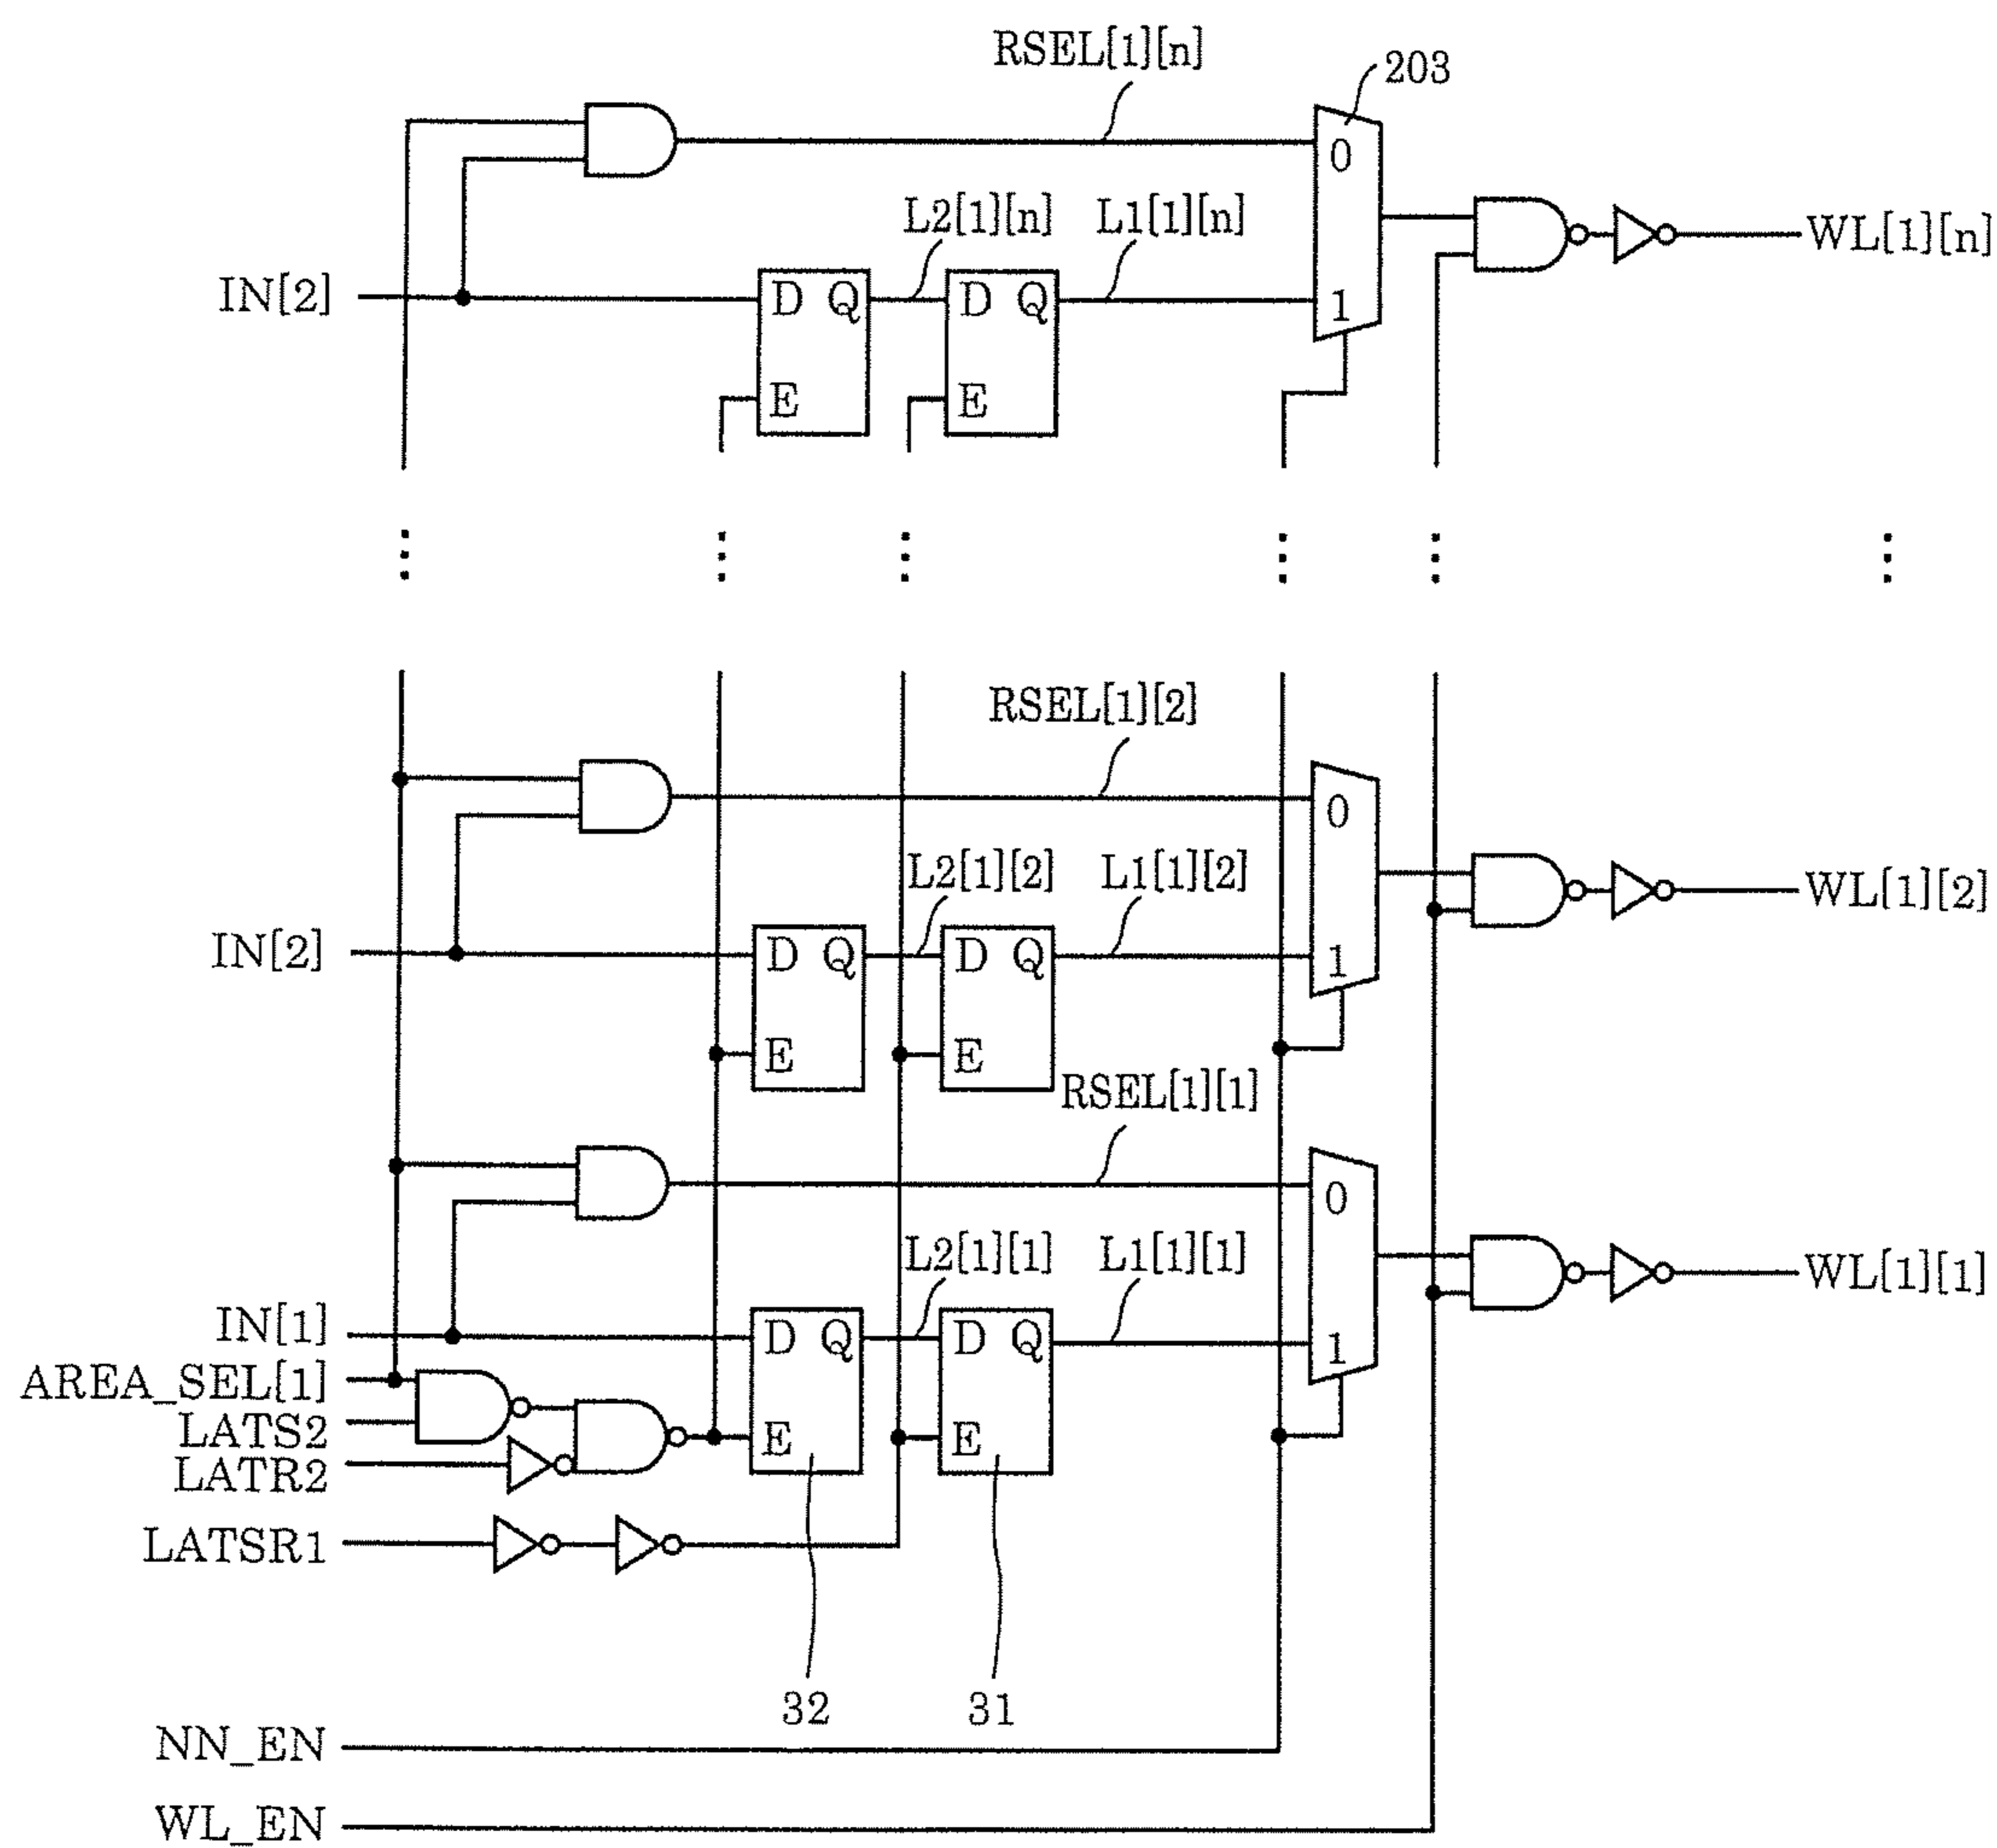 RSEL[1][n]
203
0
L2[1][n]
L1[1][n]
WL[1][n]
IN[2]
D Q
D Q
1
E
E
RSEL[1][2]
0
L2[1][2]
L1[1][2]
WL[1][2]
IN[2]
D Q
D Q
1
E
E
RSEL[1][1]
0
L2[1][1]
L1[1][1]
WL[1][1]
IN[1]
D Q
D Q
1
AREA_SEL[1]
LATS2
E
E
LATR2
LATSR1
32
31
NN_EN
WL_EN